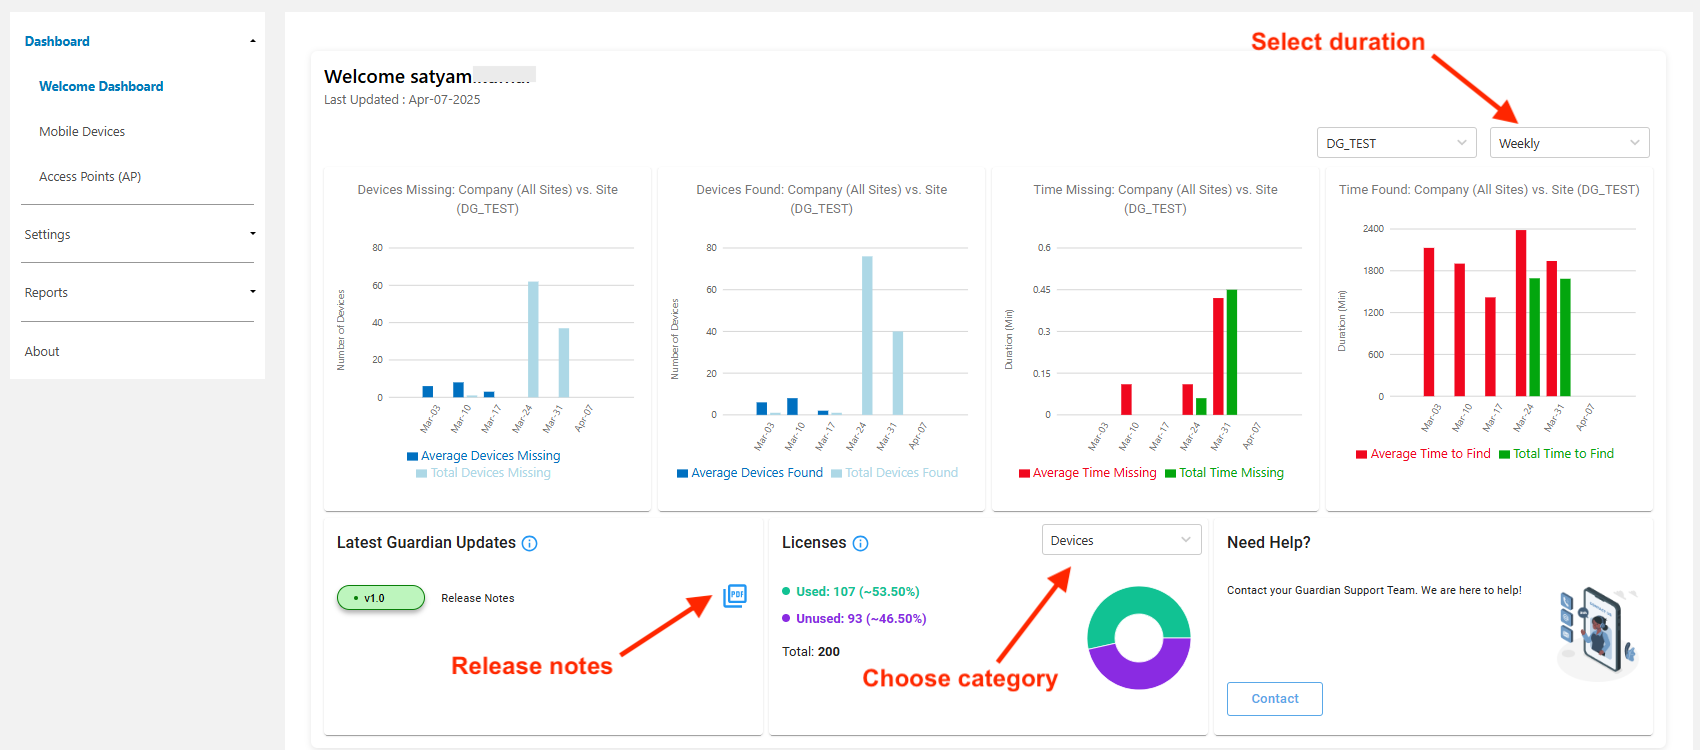 Dashboard
Welcome Dashboard
Mobile Devices
Access Points (AP)
Settings
Reports
About
Select duration
Welcome satyam
Last Updated : Apr-07-2025
DG_TEST
Weekly
Devices Missing: Company (All Sites) vs. Site
(DG_TEST)
Number of Devices
80
60
40
20
0
Mar-03
Mar-10
Mar-17
Mar-24
Mar-31
Apr-07
Average Devices Missing
Total Devices Missing
Devices Found: Company (All Sites) vs. Site
(DG_TEST)
Number of Devices
80
60
40
20
0
Mar-03
Mar-10
Mar-17
Mar-24
Mar-31
Apr-07
Average Devices Found Total Devices Found
Time Missing: Company (All Sites) vs. Site
(DG_TEST)
Duration (Min)
0.6
0.45
0.3
0.15
0
Mar-03
Mar-10
Mar-17
Mar-24
Mar-31
Apr-07
Average Time Missing Total Time Missing
Time Found: Company (All Sites) vs. Site (DG_TEST)
Duration (Min)
2400
1800
1200
600
0
Mar-03
Mar-10
Mar-17
Mar-24
Mar-31
Apr-07
Average Time to Find Total Time to Find
Latest Guardian Updates
v1.0
Release Notes
PDF
Release notes
Licenses
Devices
Used: 107 (~53.50%)
Unused: 93 (~46.50%)
Total: 200
Choose category
Need Help?
Contact your Guardian Support Team. We are here to help!
Contact